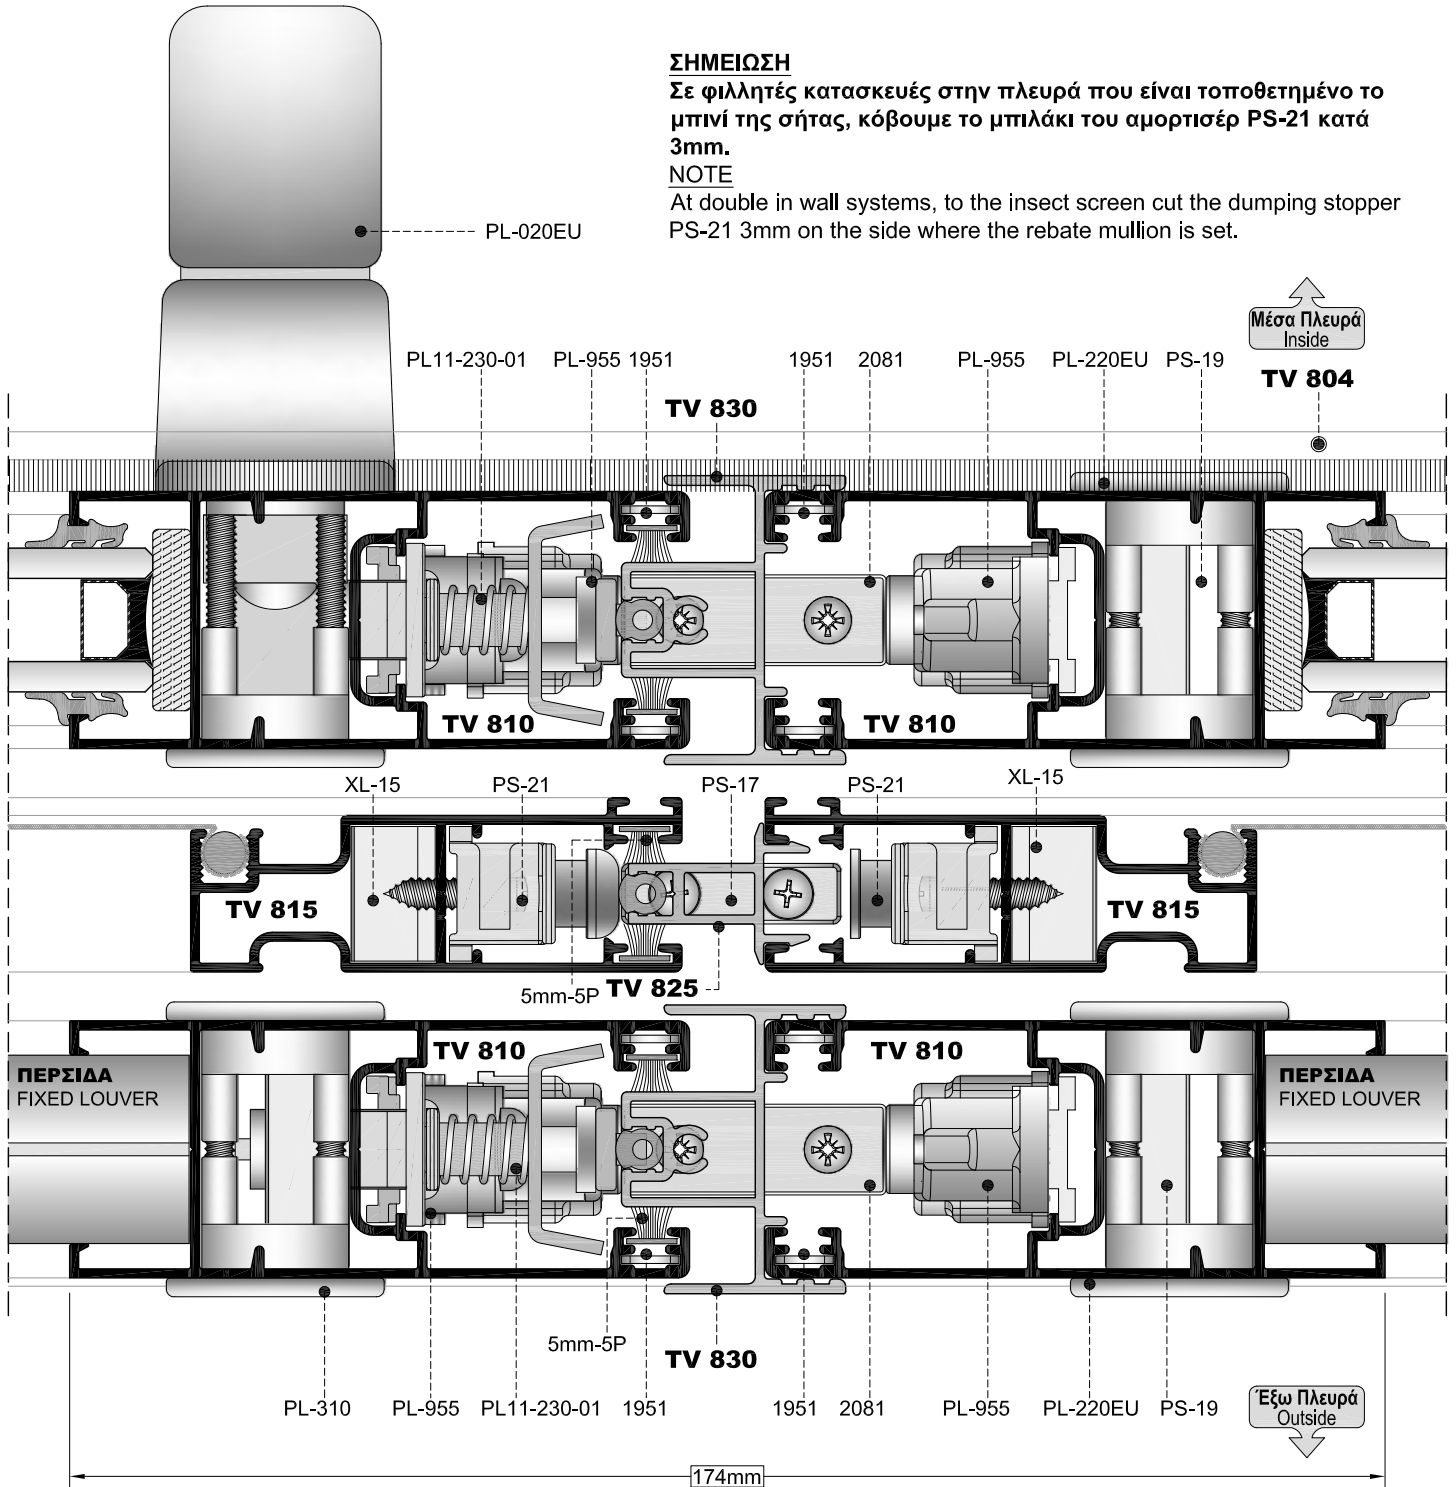 ΣΗΜΕΙΩΣΗ
Σε φιλλητές κατασκευές στην πλευρά που είναι τοποθετημένο το
μπινί της σήτας, κόβουμε το μπιλάκι του αμορτισέρ PS-21 κατά
3mm.
NOTE
At double in wall systems, to the insect screen cut the dumping stopper
PS-21 3mm on the side where the rebate mullion is set.
PL-020EU
Μέσα Πλευρά
Inside
PL11-230-01 PL-955 1951 1951 2081 PL-955 PL-220EU PS-19
TV 804
TV 830
TV 810 TV 810
XL-15 PS-21 PS-17 PS-21 XL-15
TV 815 TV 815
5mm-5P TV 825
TV 810 TV 810
ΠΕΡΣΙΔΑ
FIXED LOUVER
ΠΕΡΣΙΔΑ
FIXED LOUVER
5mm-5P
TV 830
PL-310 PL-955 PL11-230-01 1951 1951 2081 PL-955 PL-220EU PS-19
Έξω Πλευρά
Outside
174mm